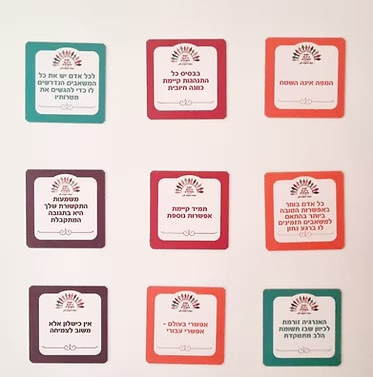 לכל אדם יש את כל
המשאבים הנדרשים
לו כדי להגשים את
מטרותיו
בבסיס כל
התנהגות קיימת
כוונה חיובית
המפה אינה השטח
משמעות
התקשורת שלך
היא בתגובה
המתקבלת
תמיד קיימת
אפשרות נוספת
כל אדם בוחר
באפשרות הטובה
ביותר בהתאם
למשאבים הזמינים
לו ברגע נתון
אין כישלון אלא
משוב לצמיחה
אפשרי בעולם -
אפשרי עבורי
האנרגיה זורמת
לכיוון שבו תשומת
הלב מתמקדת